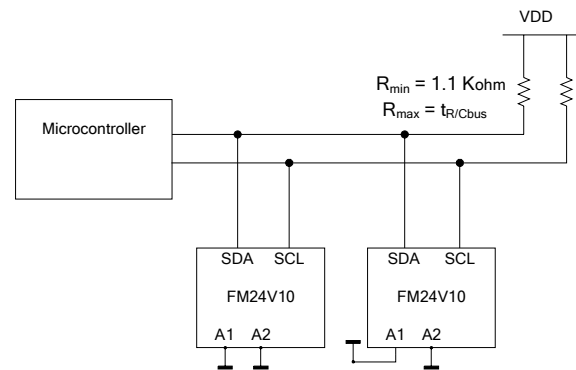 VDD
Rmin = 1.1 Kohm
Rmax = tR/Cbus
Microcontroller
SDA SCL
FM24V10
A1 A2
SDA SCL
FM24V10
A1 A2